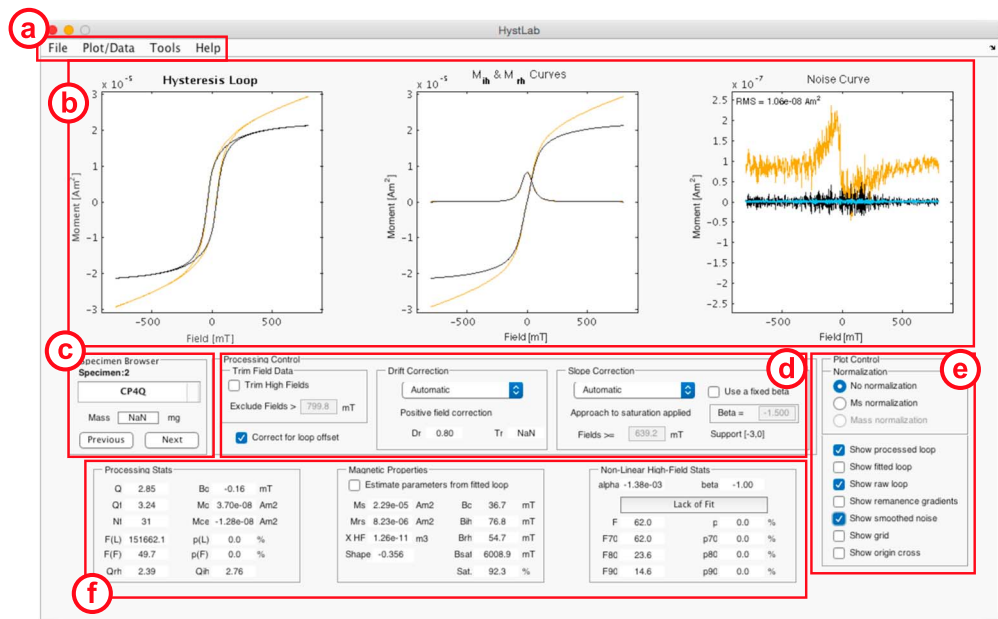 a
HystLab
File Plot/Data Tools Help
b
x 10⁻⁵ Hysteresis Loop
3
2
1
0
-1
-2
-3
-500 0 500
Field [mT]
Moment [Am²]
x 10⁻⁵ Mih & Mrh Curves
3
2
1
0
-1
-2
-3
-500 0 500
Field [mT]
Moment [Am²]
x 10⁻⁷ Noise Curve
RMS = 1.06e-08 Am²
2.5
2
1.5
1
0.5
0
-0.5
-1
-1.5
-2
-2.5
-500 0 500
Field [mT]
Moment [Am²]
c
Specimen Browser
Specimen:2
CP4Q
Mass NaN mg
Previous Next
d
Processing Control
Trim Field Data
Trim High Fields
Exclude Fields > 799.8 mT
Correct for loop offset
Drift Correction
Automatic
Positive field correction
Dr 0.80 Tr NaN
Slope Correction
Automatic
Use a fixed beta
Approach to saturation applied
Beta = -1.500
Fields >= 639.2 mT
Support [-3,0]
e
Plot Control
Normalization
No normalization
Ms normalization
Mass normalization
Show processed loop
Show fitted loop
Show raw loop
Show remanence gradients
Show smoothed noise
Show grid
Show origin cross
f
Processing Stats
Q 2.85 Bo -0.16 mT
Qf 3.24 Mo 3.70e-08 Am2
Nf 31 Mce -1.28e-08 Am2
F(L) 151662.1 p(L) 0.0 %
F(F) 49.7 p(F) 0.0 %
Qrh 2.39 Qih 2.76
Magnetic Properties
Estimate parameters from fitted loop
Ms 2.29e-05 Am2 Bc 36.7 mT
Mrs 8.23e-06 Am2 Bih 76.8 mT
X HF 1.26e-11 m3 Brh 54.7 mT
Shape -0.356 Bsat 6008.9 mT
Sat. 92.3 %
Non-Linear High-Field Stats
alpha -1.38e-03 beta -1.00
Lack of Fit
F 62.0 p 0.0 %
F70 62.0 p70 0.0 %
F80 23.6 p80 0.0 %
F90 14.6 p90 0.0 %